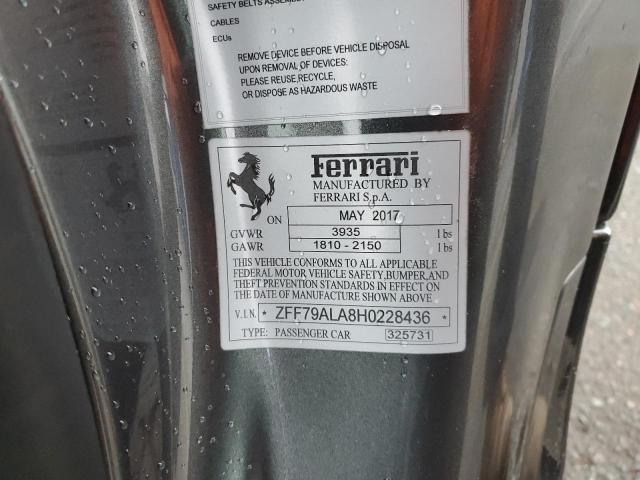 SAFETY BELTS
CABLES
ECUs
REMOVE DEVICE BEFORE VEHICLE DISPOSAL
UPON REMOVAL OF DEVICES:
PLEASE REUSE,RECYCLE,
OR DISPOSE AS HAZARDOUS WASTE
Ferrari
MANUFACTURED BY
FERRARI S.p.A.
ON MAY 2017
GVWR 3935 lbs
GAWR 1810 - 2150 lbs
THIS VEHICLE CONFORMS TO ALL APPLICABLE
FEDERAL MOTOR VEHICLE SAFETY,BUMPER,AND
THEFT PREVENTION STANDARDS IN EFFECT ON
THE DATE OF MANUFACTURE SHOWN ABOVE
V.I.N. * ZFF79ALA8H0228436 *
TYPE: PASSENGER CAR 325731